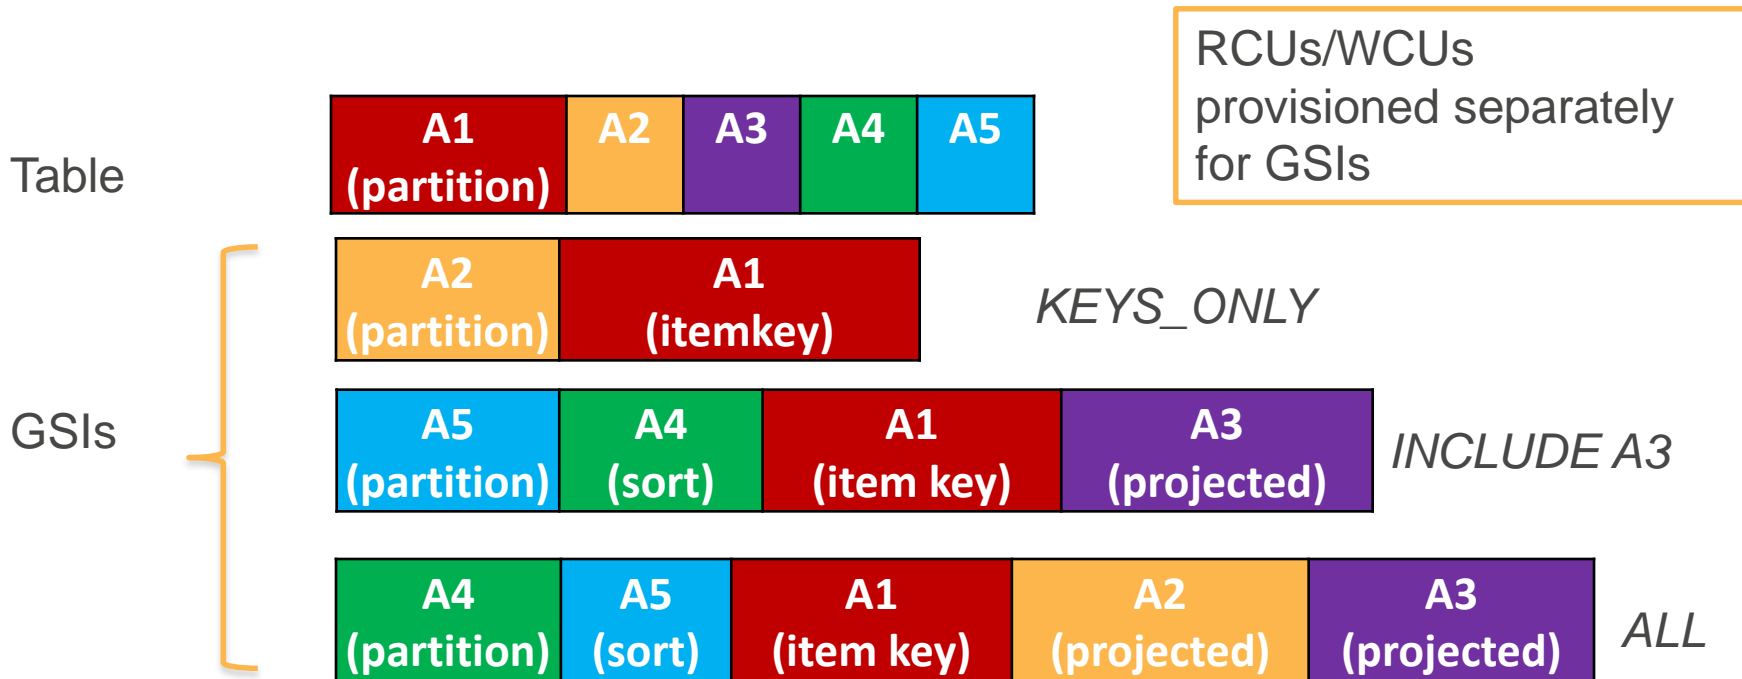 RCUs/WCUs
provisioned separately
for GSIs
Table
A1
(partition)
A2
A3
A4
A5
GSIs
A2
(partition)
A1
(itemkey)
KEYS_ONLY
A5
(partition)
A4
(sort)
A1
(item key)
A3
(projected)
INCLUDE A3
A4
(partition)
A5
(sort)
A1
(item key)
A2
(projected)
A3
(projected)
ALL